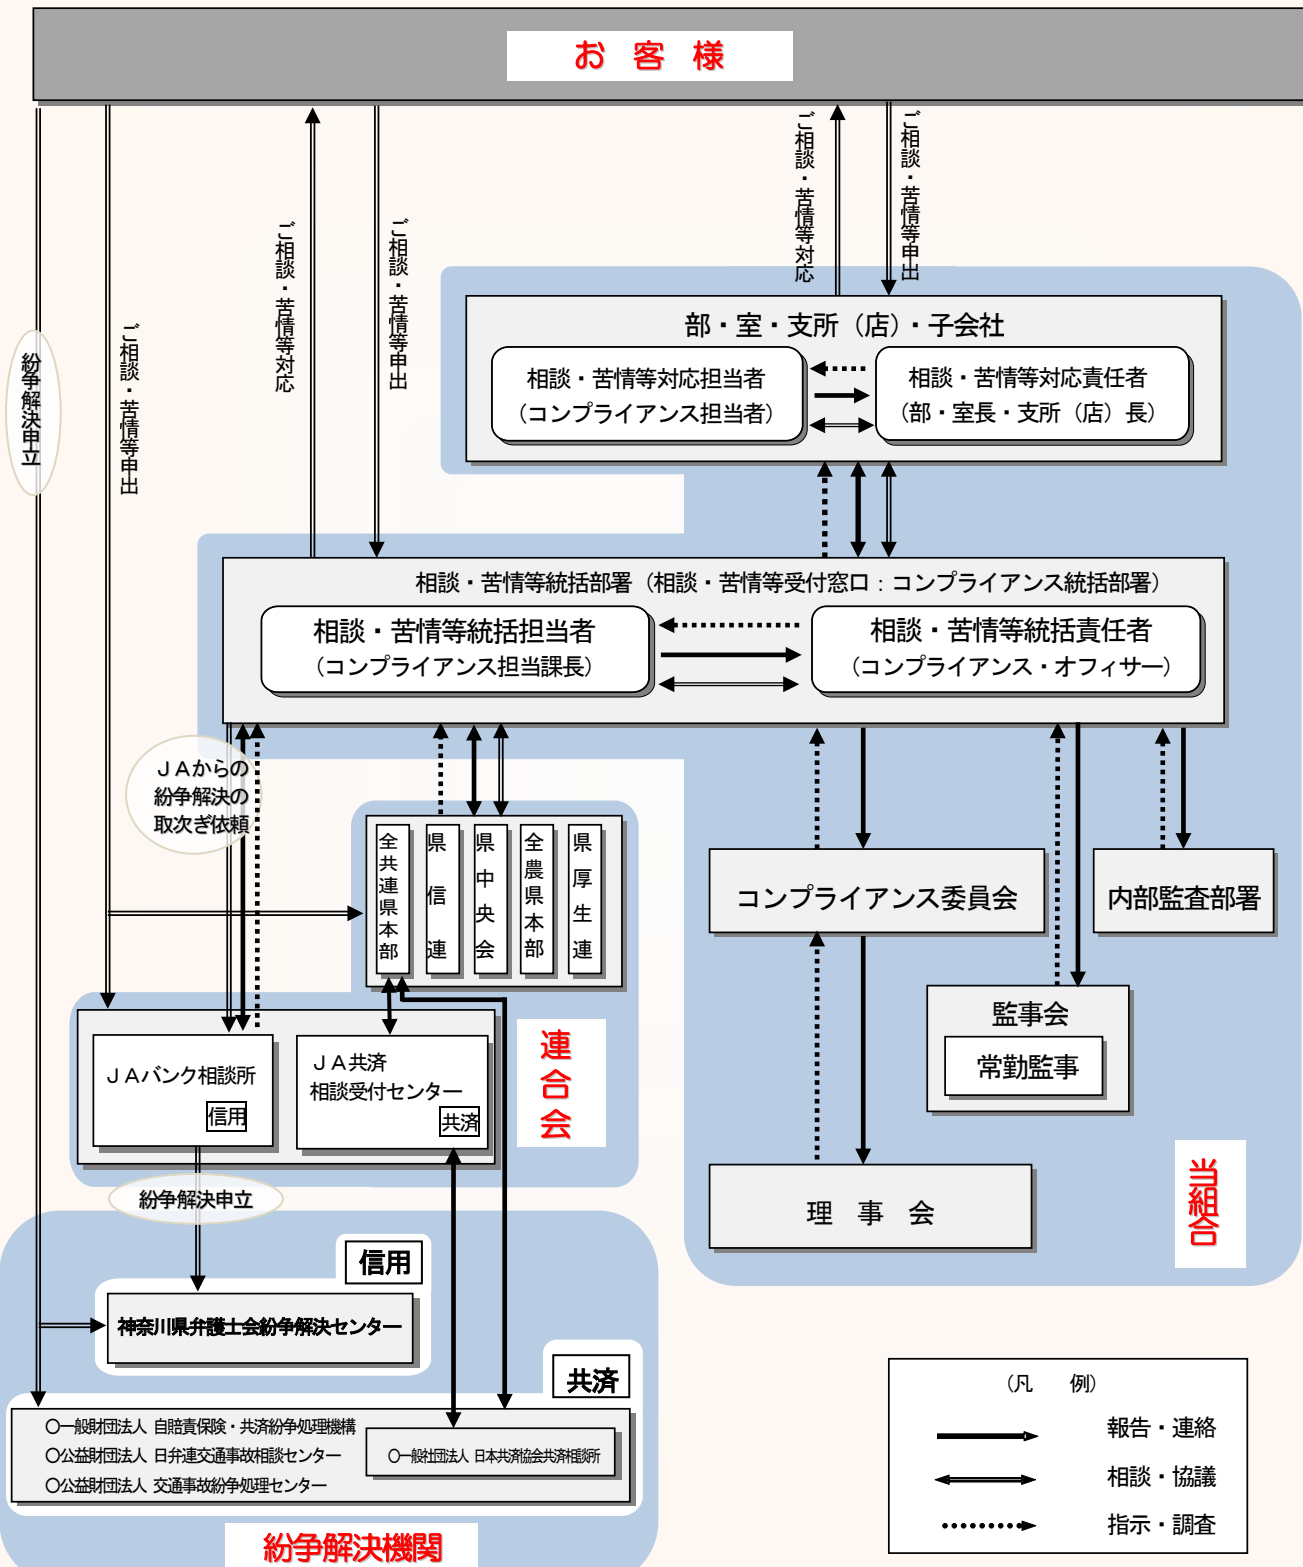 お 客 様
ご相談・苦情等対応
ご相談・苦情等申出
ご相談・苦情等対応
ご相談・苦情等申出
ご相談・苦情等申出
紛争解決申立
部・室・支所（店）・子会社
相談・苦情等対応担当者
（コンプライアンス担当者）
相談・苦情等対応責任者
（部・室長・支所（店）長）
相談・苦情等統括部署（相談・苦情等受付窓口：コンプライアンス統括部署）
相談・苦情等統括担当者
（コンプライアンス担当課長）
相談・苦情等統括責任者
（コンプライアンス・オフィサー）
ＪＡからの
紛争解決の
取次ぎ依頼
全共連県本部
県信連
県中央会
全農県本部
県厚生連
コンプライアンス委員会
内部監査部署
監事会
常勤監事
理 事 会
当組合
連合会
ＪＡバンク相談所
信用
ＪＡ共済
相談受付センター
共済
紛争解決申立
信用
神奈川県弁護士会紛争解決センター
共済
〇一般財団法人 自賠責保険・共済紛争処理機構
〇公益財団法人 日弁連交通事故相談センター
〇公益財団法人 交通事故紛争処理センター
〇一般社団法人 日本共済協会共済相談所
紛争解決機関
（凡 例）
報告・連絡
相談・協議
指示・調査